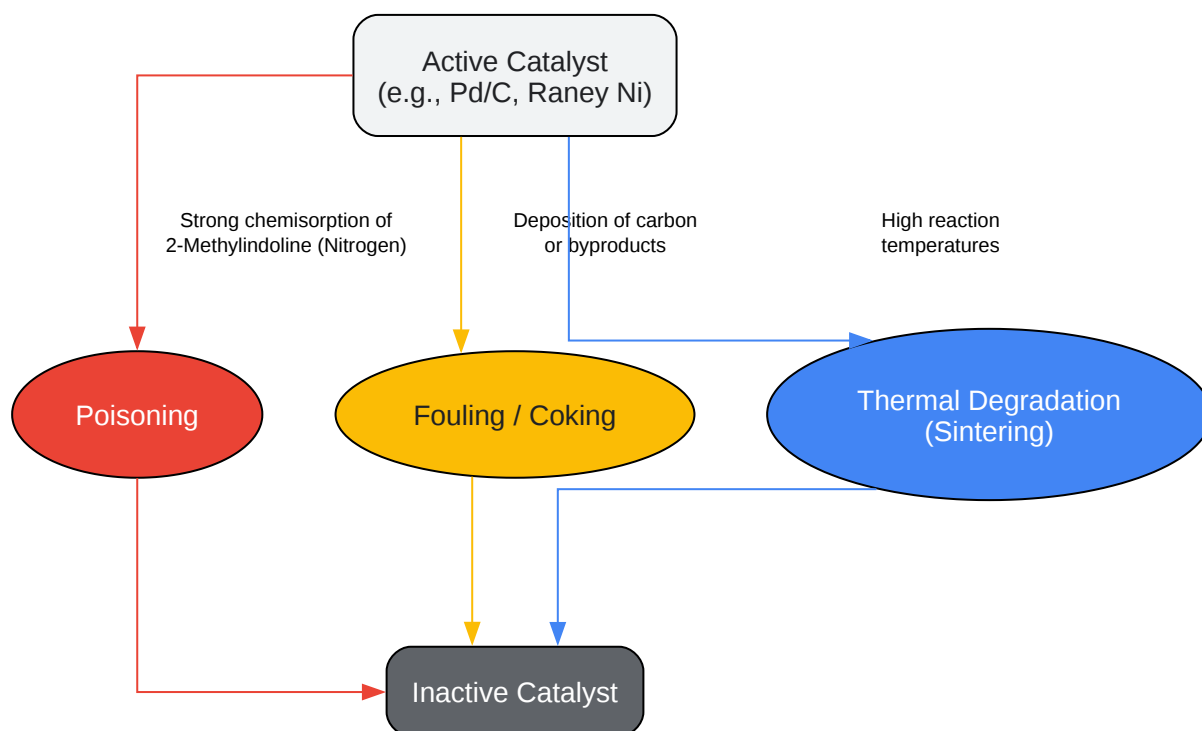 Active Catalyst
(e.g., Pd/C, Raney Ni)
Strong chemisorption of
2-Methylindoline (Nitrogen)
Deposition of carbon
or byproducts
High reaction
temperatures
Poisoning
Fouling / Coking
Thermal Degradation
(Sintering)
Inactive Catalyst